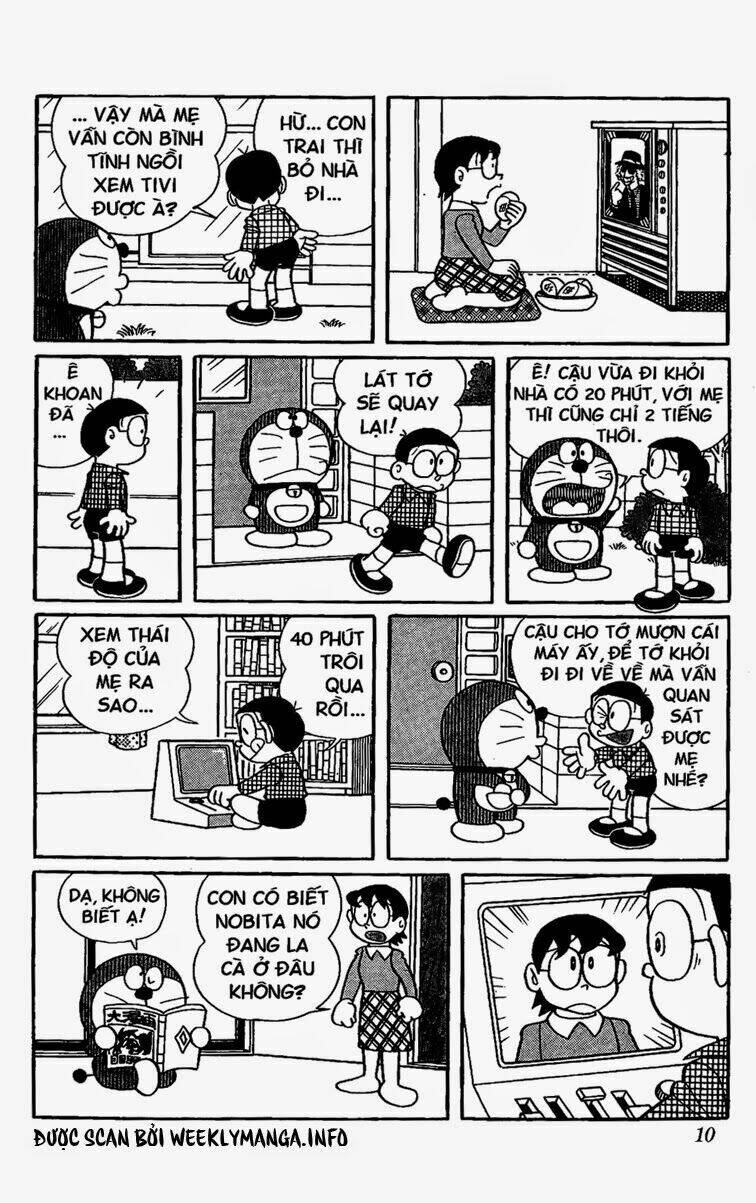 HỪ... CON
TRAI THÌ
BỎ NHÀ
ĐI...
... VẬY MÀ MẸ
VẪN CÒN BÌNH
TĨNH NGỒI
XEM TIVI
ĐƯỢC À?
Ê! CẬU VỪA ĐI KHỎI
NHÀ CÓ 20 PHÚT, VỚI MẸ
THÌ CŨNG CHỈ 2 TIẾNG
THÔI.
LÁT TỚ
SẼ QUAY
LẠI!
Ê
KHOAN
ĐÃ
...
CẬU CHO TỚ MƯỢN CÁI
MÁY ẤY, ĐỂ TỚ KHỎI
ĐI ĐI VỀ VỀ MÀ VẪN
QUAN
SÁT
ĐƯỢC
MẸ
NHÉ?
40 PHÚT
TRÔI
QUA
RỒI...
XEM THÁI
ĐỘ CỦA
MẸ RA
SAO...
CON CÓ BIẾT
NOBITA NÓ
ĐANG LA
CÀ Ở ĐÂU
KHÔNG?
DẠ, KHÔNG
BIẾT Ạ!
ĐƯỢC SCAN BỞI WEEKLYMANGA.INFO
10